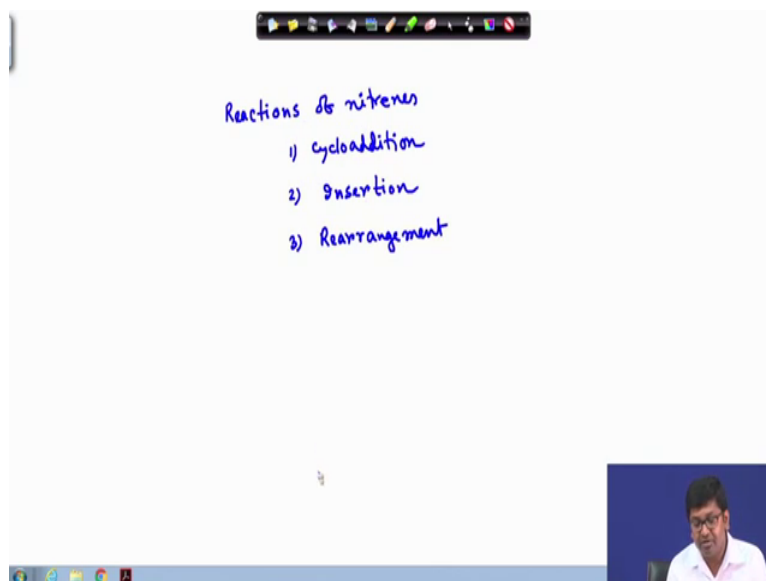 Reactions of nitrenes
1) Cycloaddition
2) Insertion
3) Rearrangement